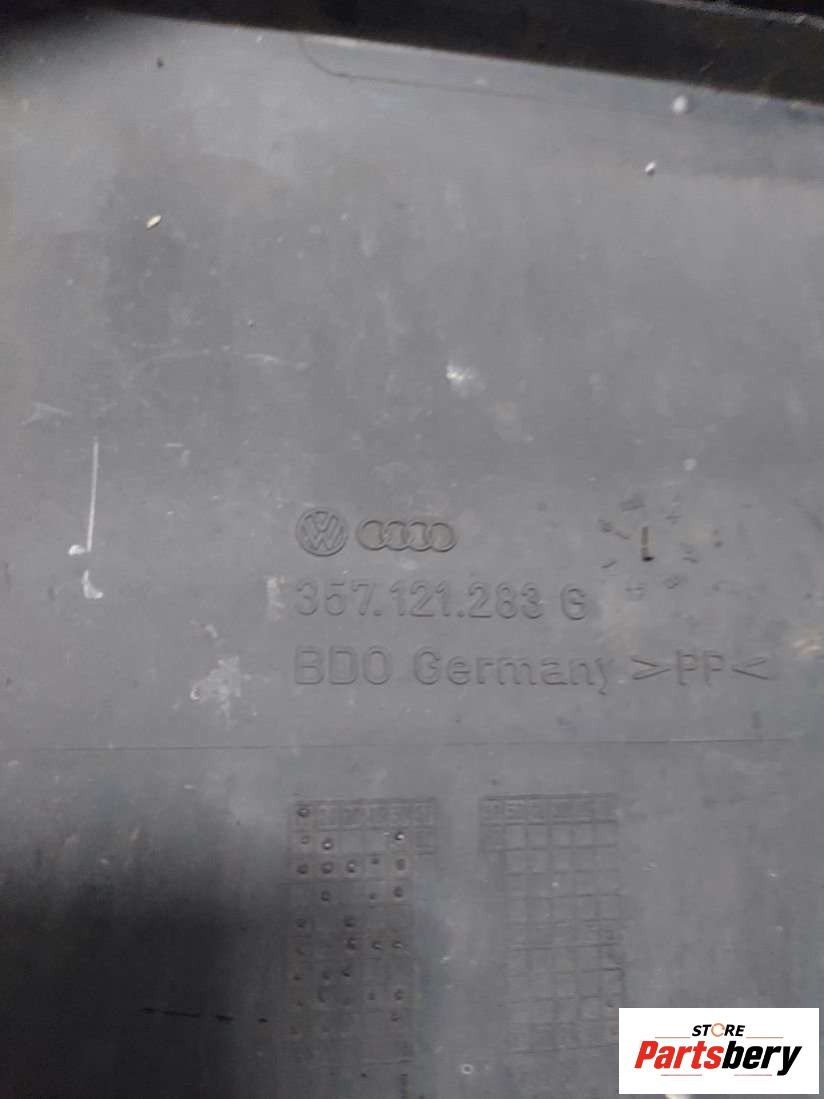 357.121.283 G
BDO Germany >PP<
STORE
Partsbery